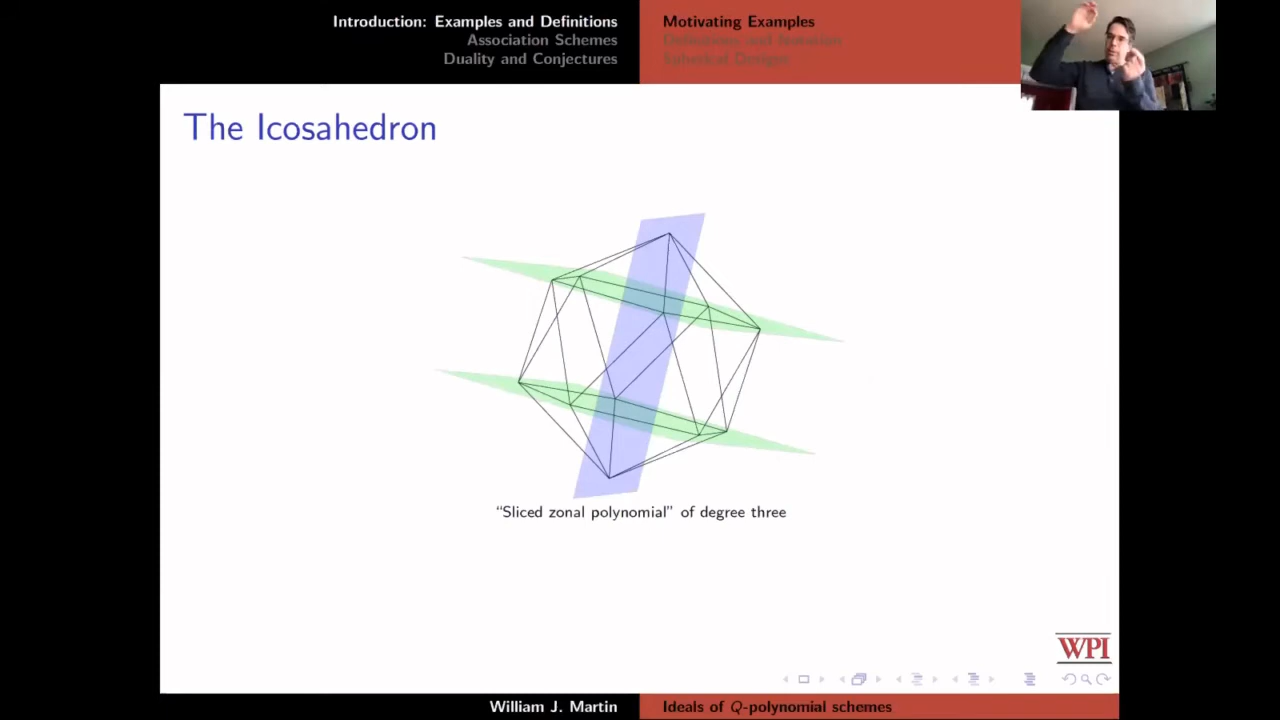 Introduction: Examples and Definitions
Association Schemes
Duality and Conjectures
Motivating Examples
Definitions and Notation
Spherical Designs
The Icosahedron
“Sliced zonal polynomial” of degree three
WPI
William J. Martin
Ideals of Q-polynomial schemes